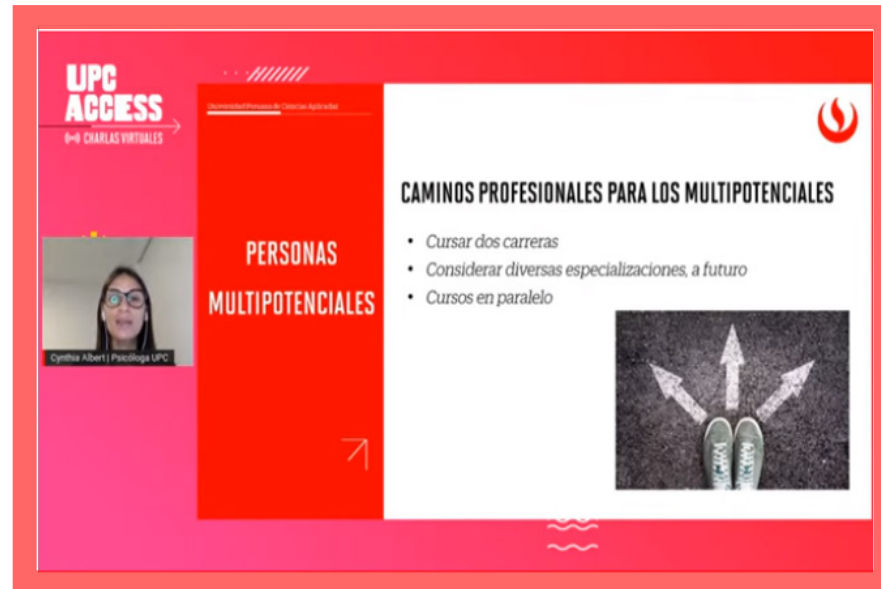 UPC
ACCESS
CHARLAS VIRTUALES
Universidad Peruana de Ciencias Aplicadas
PERSONAS
MULTIPOTENCIALES
CAMINOS PROFESIONALES PARA LOS MULTIPOTENCIALES
• Cursar dos carreras
• Considerar diversas especializaciones, a futuro
• Cursos en paralelo
Cynthia Albert | Psicóloga UPC